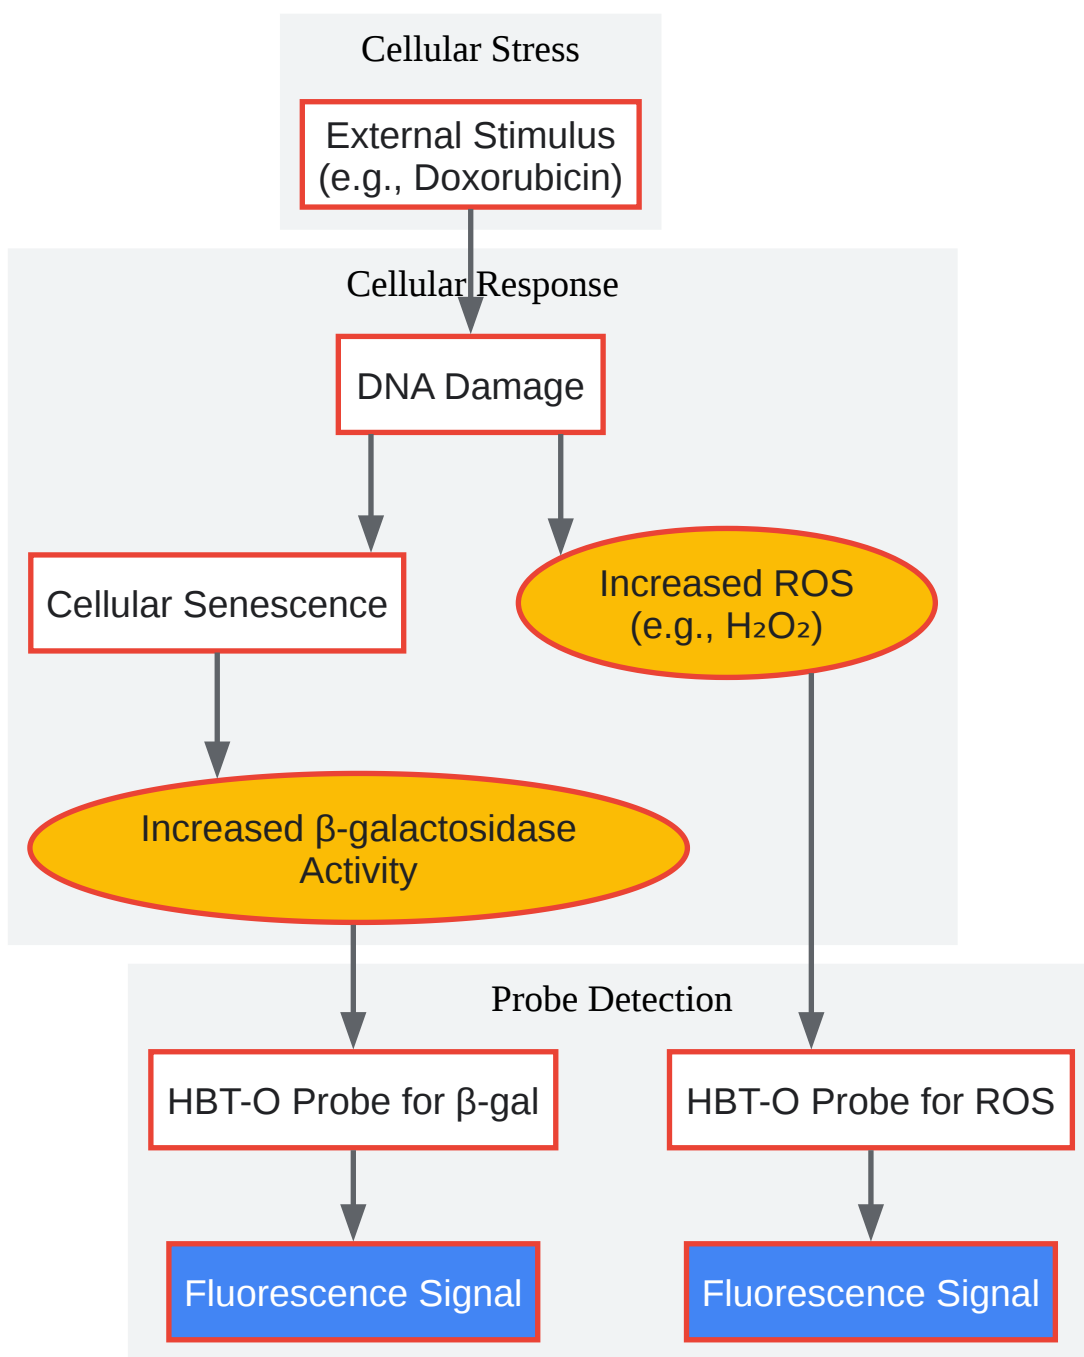 Cellular Stress
External Stimulus
(e.g., Doxorubicin)
Cellular Response
DNA Damage
Cellular Senescence
Increased ROS
(e.g., H₂O₂)
Increased β-galactosidase
Activity
Probe Detection
HBT-O Probe for β-gal
HBT-O Probe for ROS
Fluorescence Signal
Fluorescence Signal